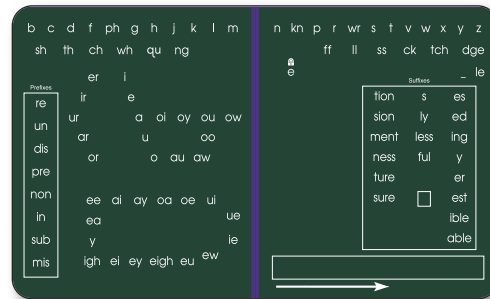 b c d f ph g h j k l m
sh th ch wh qu ng
er i
Prefixes
ir e
re
ur a oi oy ou ow
un
ar u oo
dis
or o au aw
pre
non
ee ai ay oa oe ui
in
ea ue
sub
y ie
mis
igh ei ey eigh eu ew
n kn p r wr s t v w x y z
ff ll ss ck tch dge
e
_ le
Suffixes
tion s es
sion ly ed
ment less ing
ness ful y
ture er
sure est
ible
able